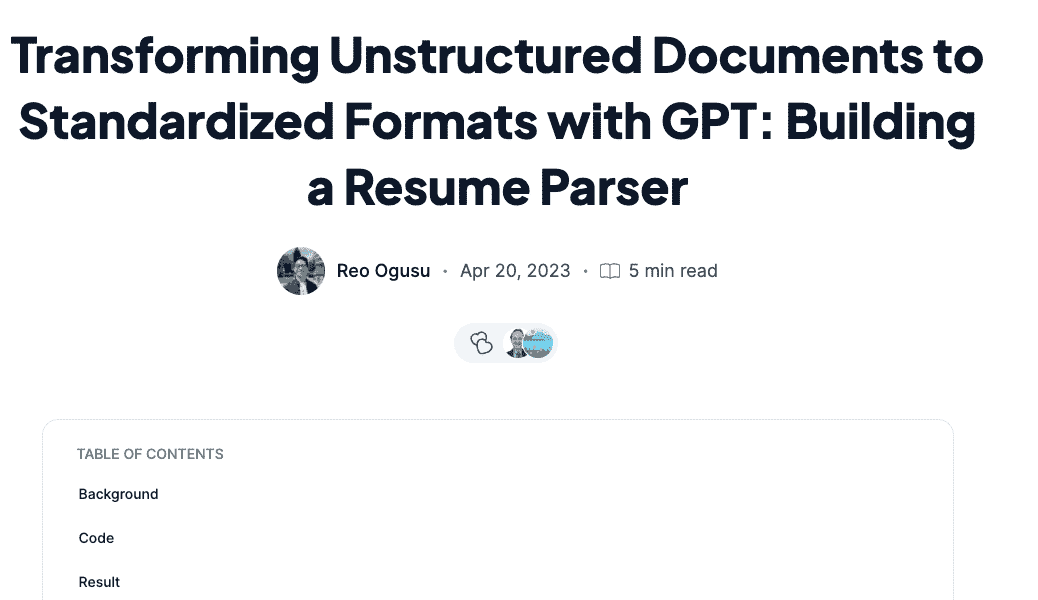 Transforming Unstructured Documents to
Standardized Formats with GPT: Building
a Resume Parser
Reo Ogusu · Apr 20, 2023 · 5 min read
TABLE OF CONTENTS
Background
Code
Result